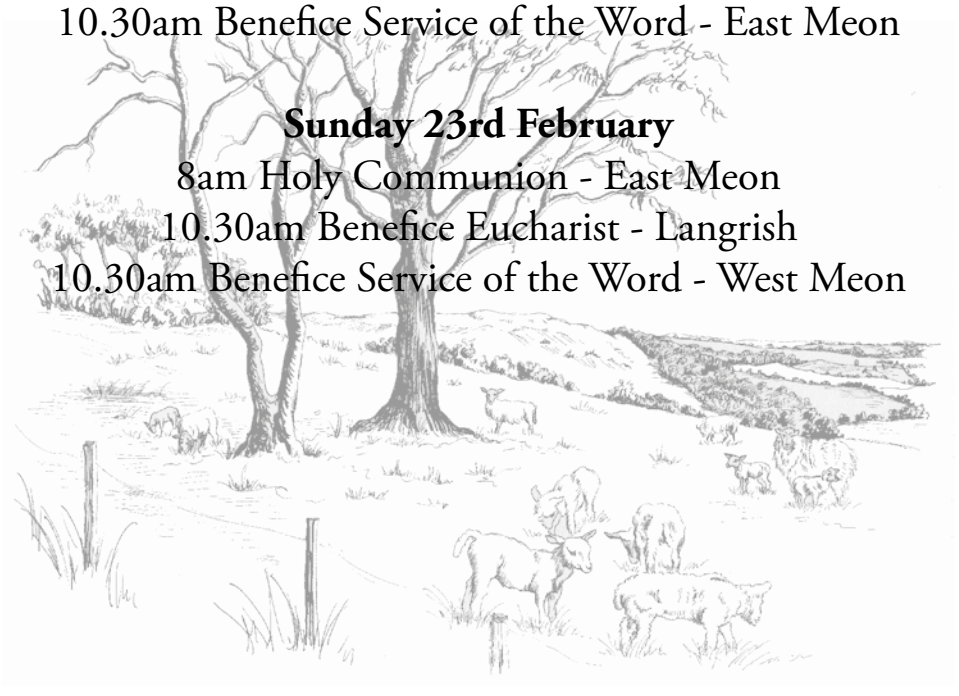 10.30am Benefice Service of the Word - East Meon
Sunday 23rd February
8am Holy Communion - East Meon
10.30am Benefice Eucharist - Langrish
10.30am Benefice Service of the Word - West Meon